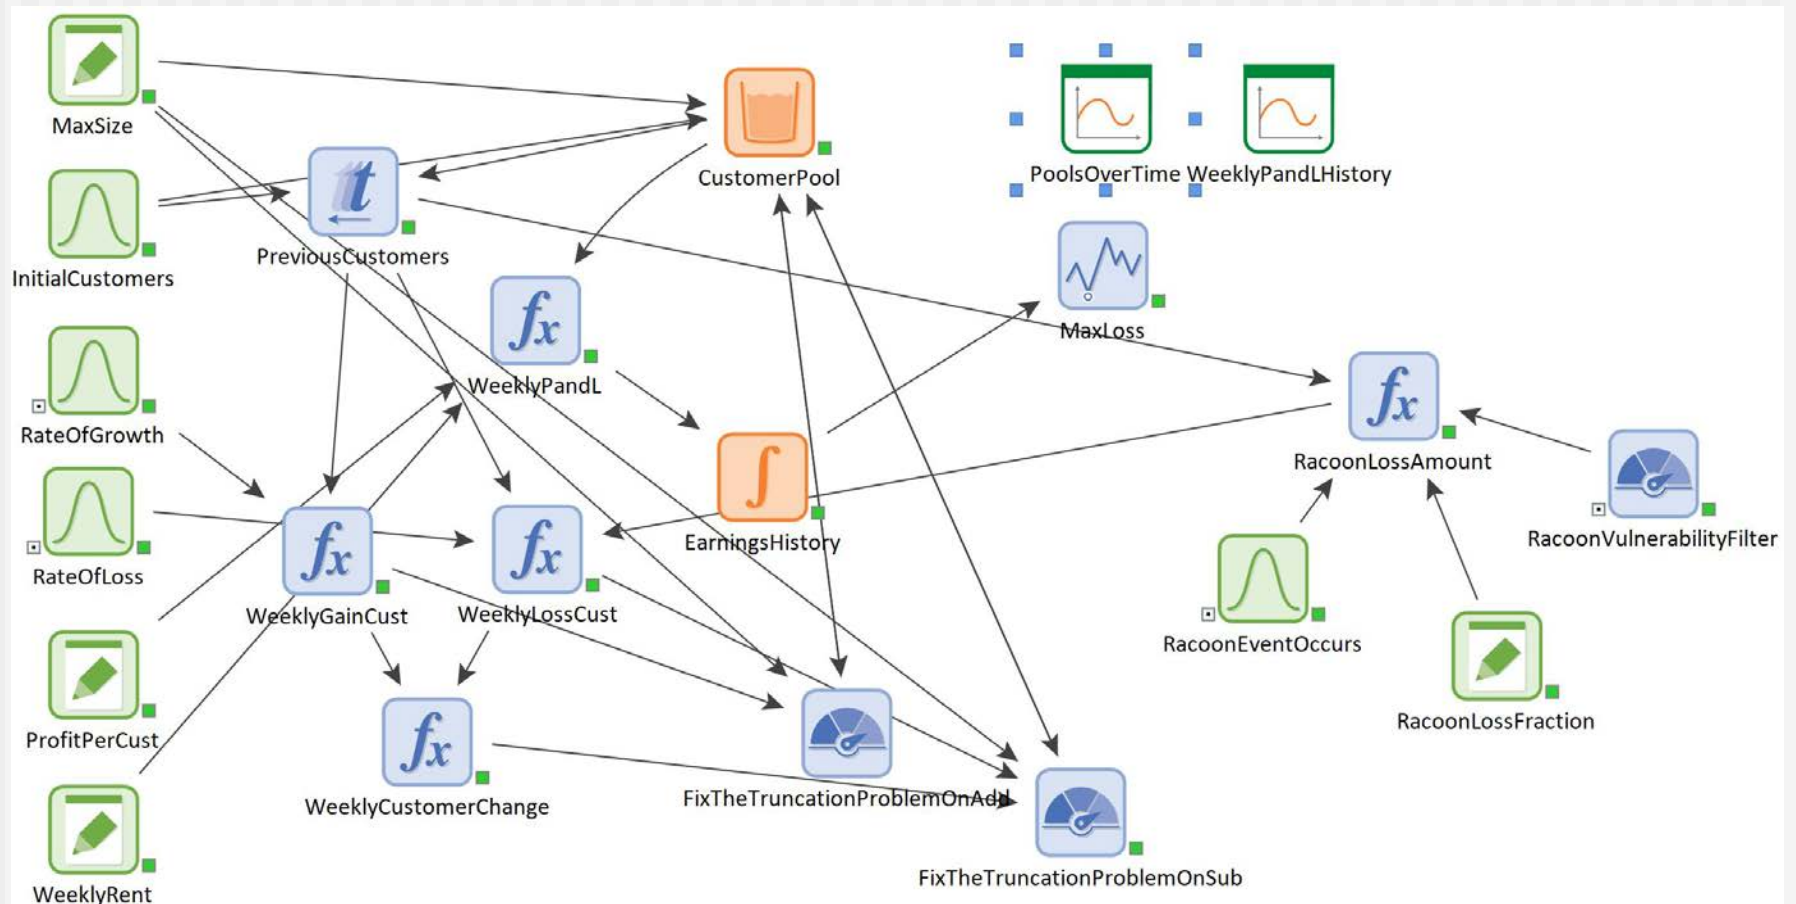 MaxSize
CustomerPool
PoolsOverTime
WeeklyPandLHistory
InitialCustomers
PreviousCustomers
MaxLoss
RateOfGrowth
WeeklyPandL
RacoonLossAmount
RacoonVulnerabilityFilter
RateOfLoss
EarningsHistory
WeeklyGainCust
WeeklyLossCust
RacoonEventOccurs
RacoonLossFraction
ProfitPerCust
WeeklyCustomerChange
FixTheTruncationProblemOnAdd
FixTheTruncationProblemOnSub
WeeklyRent